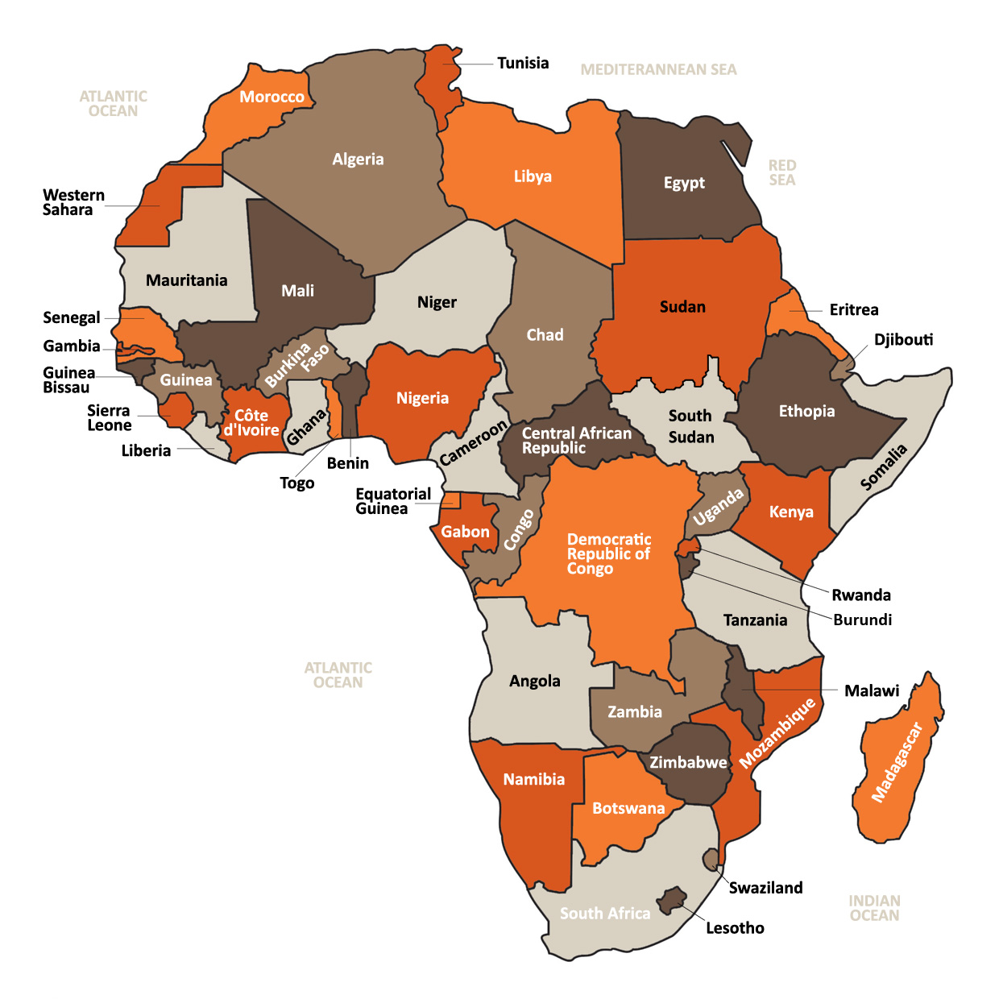 Tunisia
MEDITERANNEAN SEA
ATLANTIC
OCEAN
Morocco
Algeria
Libya
Egypt
RED
SEA
Western
Sahara
Mauritania
Mali
Niger
Chad
Sudan
Eritrea
Djibouti
Senegal
Gambia
Guinea
Bissau
Guinea
Burkina
Faso
Sierra
Leone
Liberia
Côte
d'Ivoire
Ghana
Togo
Benin
Nigeria
Cameroon
Central African
Republic
South
Sudan
Ethiopia
Somalia
Equatorial
Guinea
Gabon
Congo
Democratic
Republic of
Congo
Uganda
Kenya
Rwanda
Burundi
Tanzania
ATLANTIC
OCEAN
Angola
Zambia
Malawi
Mozambique
Madagascar
Namibia
Zimbabwe
Botswana
Swaziland
South Africa
Lesotho
INDIAN
OCEAN